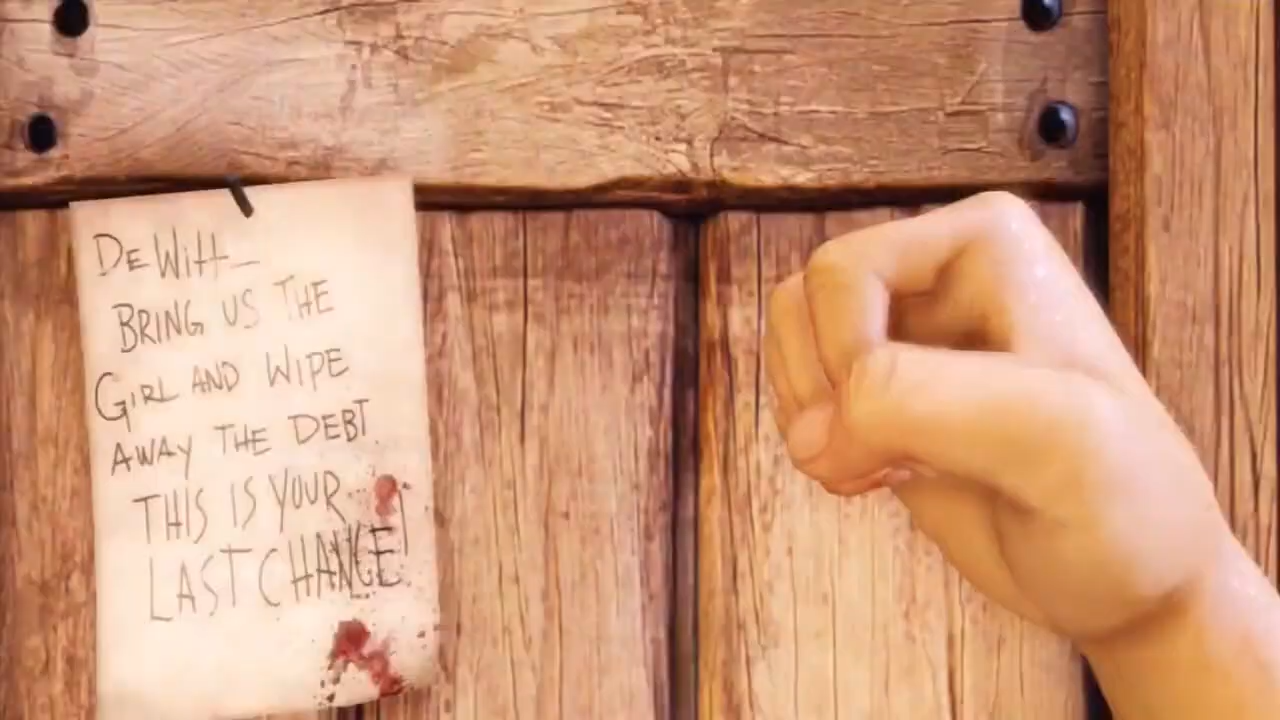 DeWitt—
BRING US THE
GIRL AND WIPE
AWAY THE DEBT.
THIS IS YOUR
LAST CHANCE!